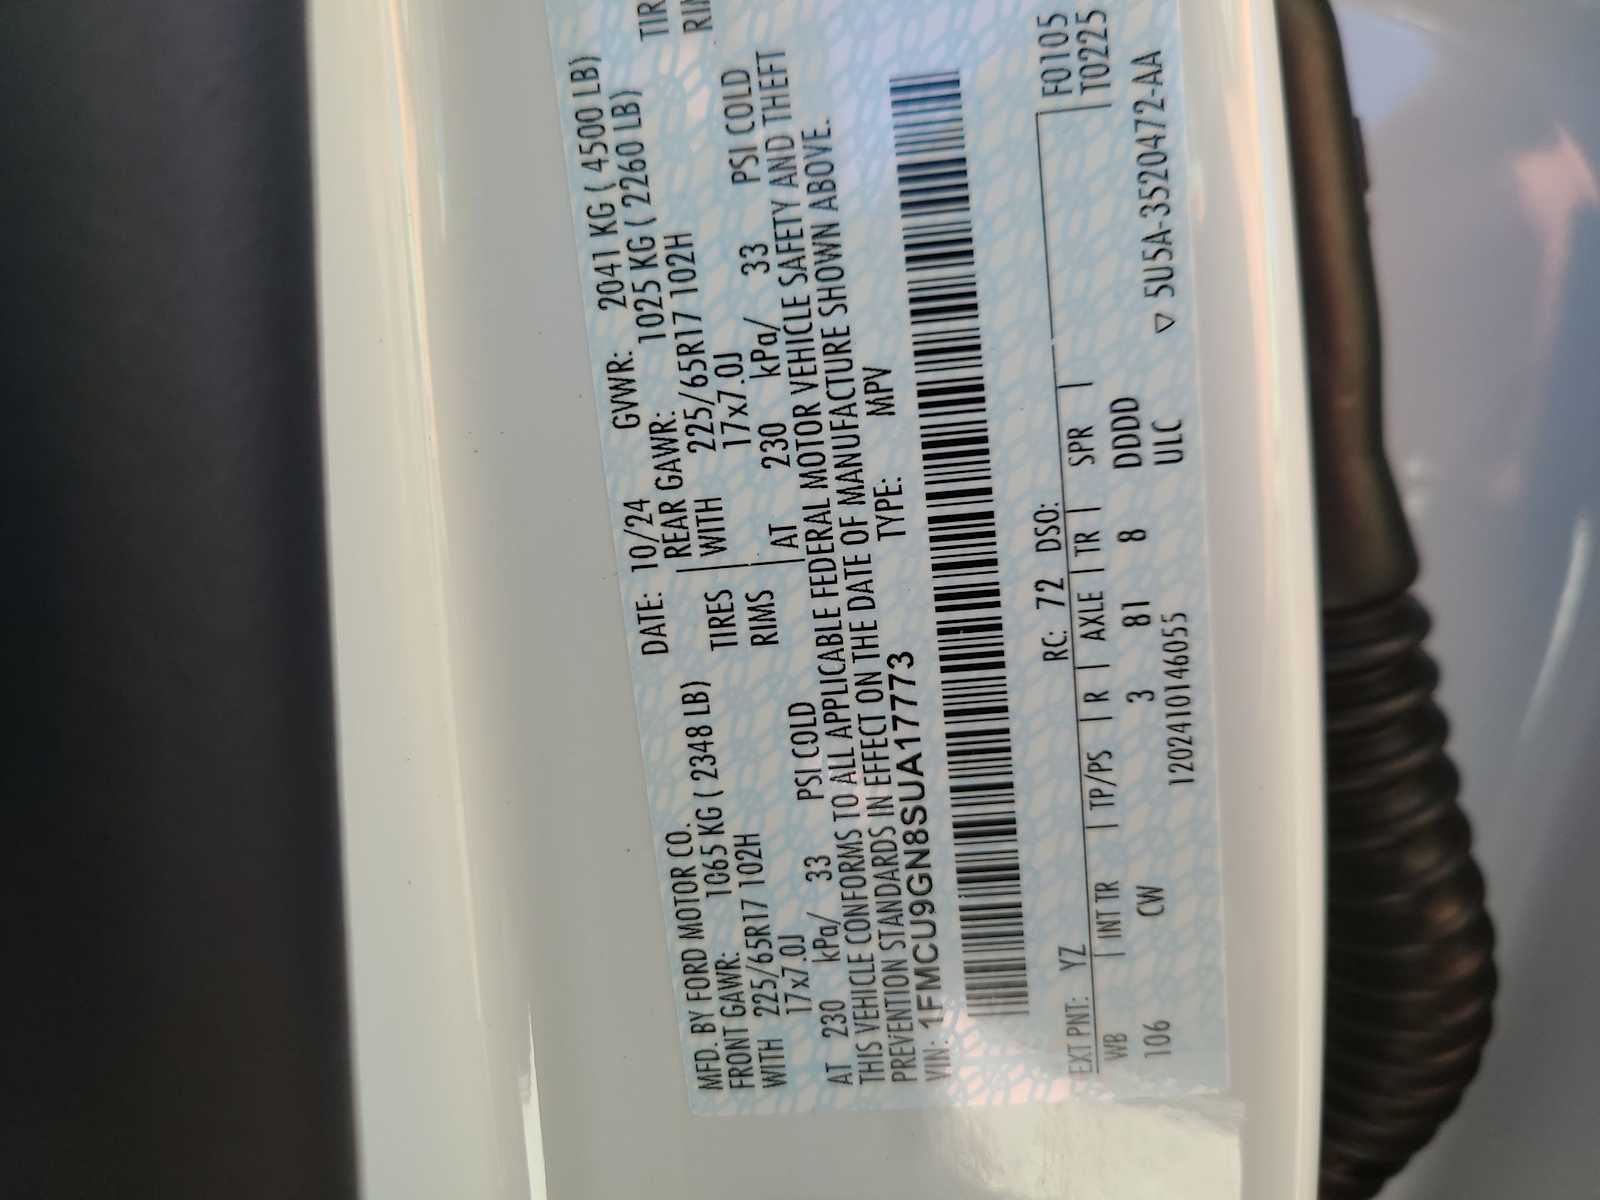 MFD. BY FORD MOTOR CO. DATE: 10/24 GVWR: 2041 KG ( 4500 LB)
FRONT GAWR: 1065 KG ( 2348 LB) REAR GAWR: 1025 KG ( 2260 LB)
WITH 225/65R17 102H TIRES WITH 225/65R17 102H TIR
17x7.0J RIMS 17x7.0J RIM
AT 230 kPa/ 33 PSI COLD AT 230 kPa/ 33 PSI COLD
THIS VEHICLE CONFORMS TO ALL APPLICABLE FEDERAL MOTOR VEHICLE SAFETY AND THEFT
PREVENTION STANDARDS IN EFFECT ON THE DATE OF MANUFACTURE SHOWN ABOVE.
VIN: 1FMCU9GN8SUA17773 TYPE: MPV
EXT PNT: YZ RC: 72 DSO: F0105
WB INT TR TP/PS R AXLE TR SPR T0225
106 CW 3 81 8 DDDD
120241014605​5 ULC ▽ 5U5A-3520472-AA